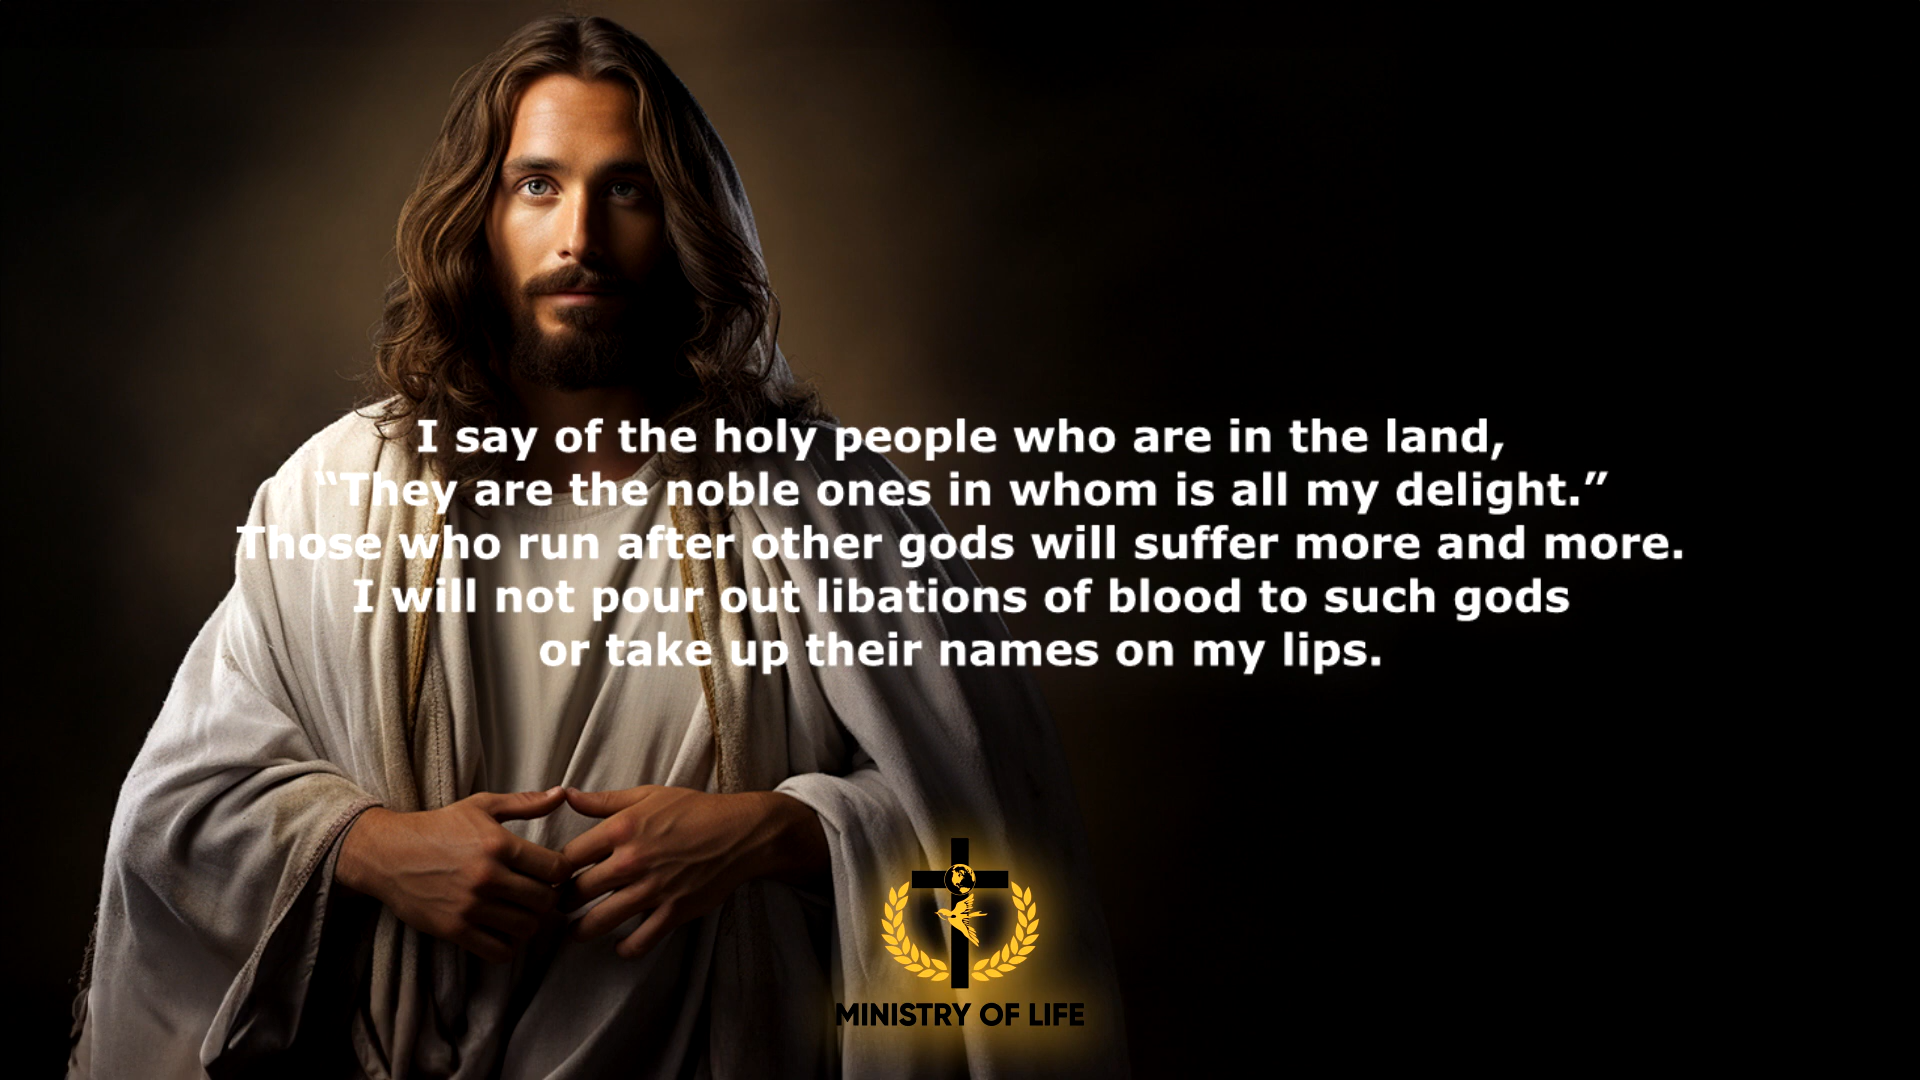 I say of the holy people who are in the land,
“They are the noble ones in whom is all my delight.”
Those who run after other gods will suffer more and more.
I will not pour out libations of blood to such gods
or take up their names on my lips.
MINISTRY OF LIFE